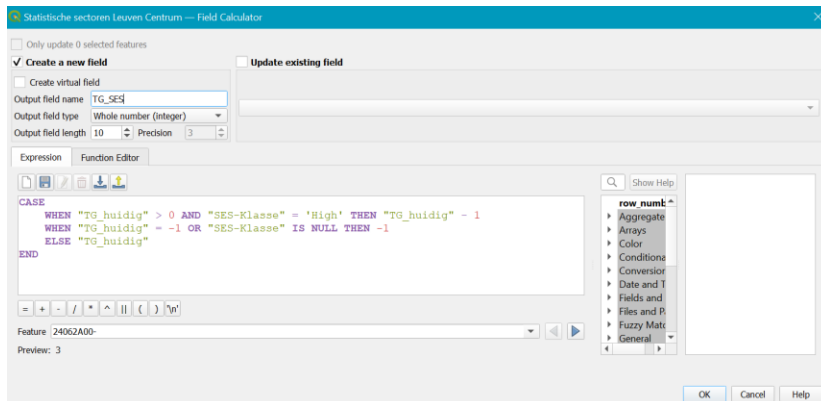 Statistische sectoren Leuven Centrum — Field Calculator
Only update 0 selected features
Create a new field
Update existing field
Create virtual field
Output field name TG_SES
Output field type Whole number (integer)
Output field length 10 Precision 3
Expression Function Editor
Show Help
CASE
WHEN "TG_huidig" > 0 AND "SES-Klasse" = 'High' THEN "TG_huidig" - 1
WHEN "TG_huidig" = -1 OR "SES-Klasse" IS NULL THEN -1
ELSE "TG_huidig"
END
row_numb
Aggregate
Arrays
Color
Conditiona
Conversion
Date and T
Fields and
Files and Pa
Fuzzy Matc
General
= + - / * ^ || ( ) '\n'
Feature 24062A00-
Preview: 3
OK Cancel Help